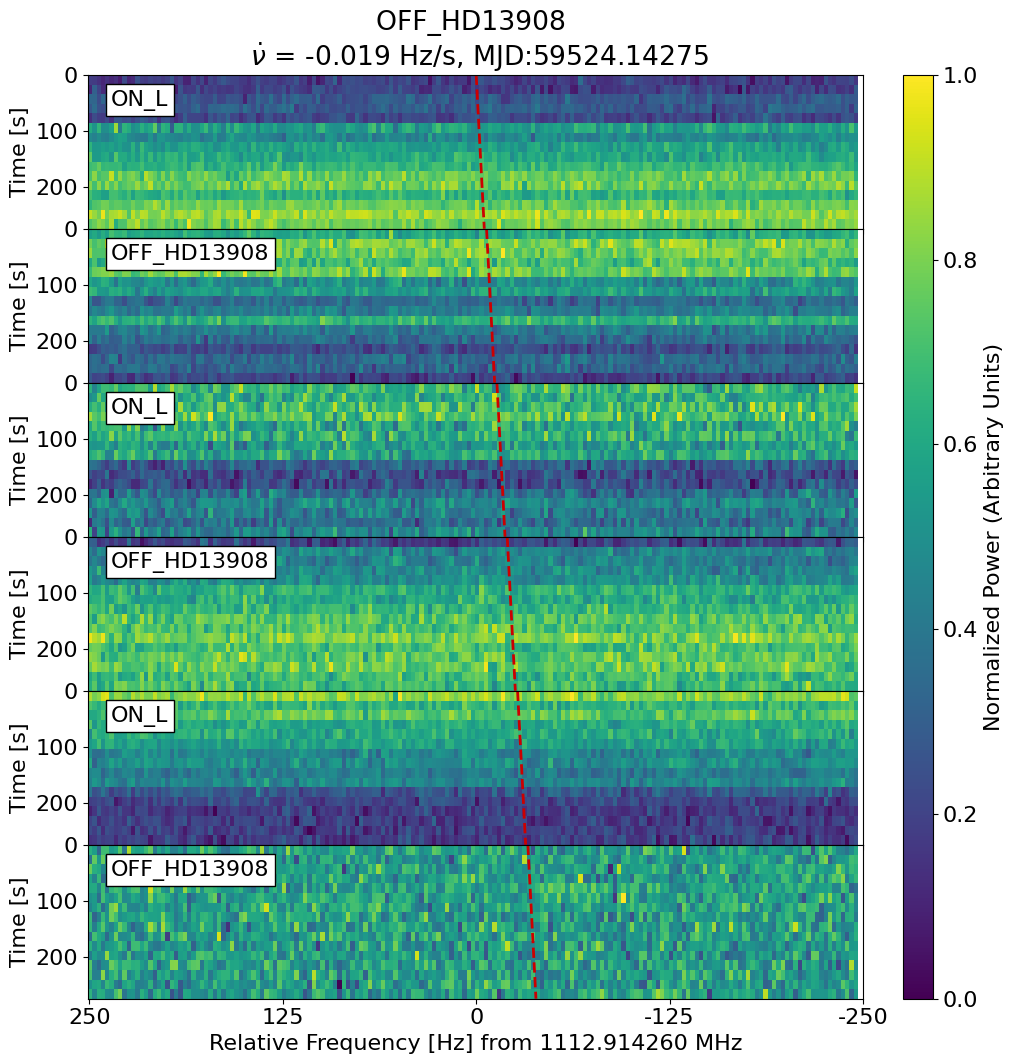 OFF_HD13908
ν̇ = -0.019 Hz/s, MJD:59524.14275
0
ON_L
100
200
Time [s]
0
OFF_HD13908
100
200
Time [s]
0
ON_L
100
200
Time [s]
0
OFF_HD13908
100
200
Time [s]
0
ON_L
100
200
Time [s]
0
OFF_HD13908
100
200
Time [s]
250 125 0 -125 -250
Relative Frequency [Hz] from 1112.914260 MHz
1.0
0.8
0.6
0.4
0.2
0.0
Normalized Power (Arbitrary Units)